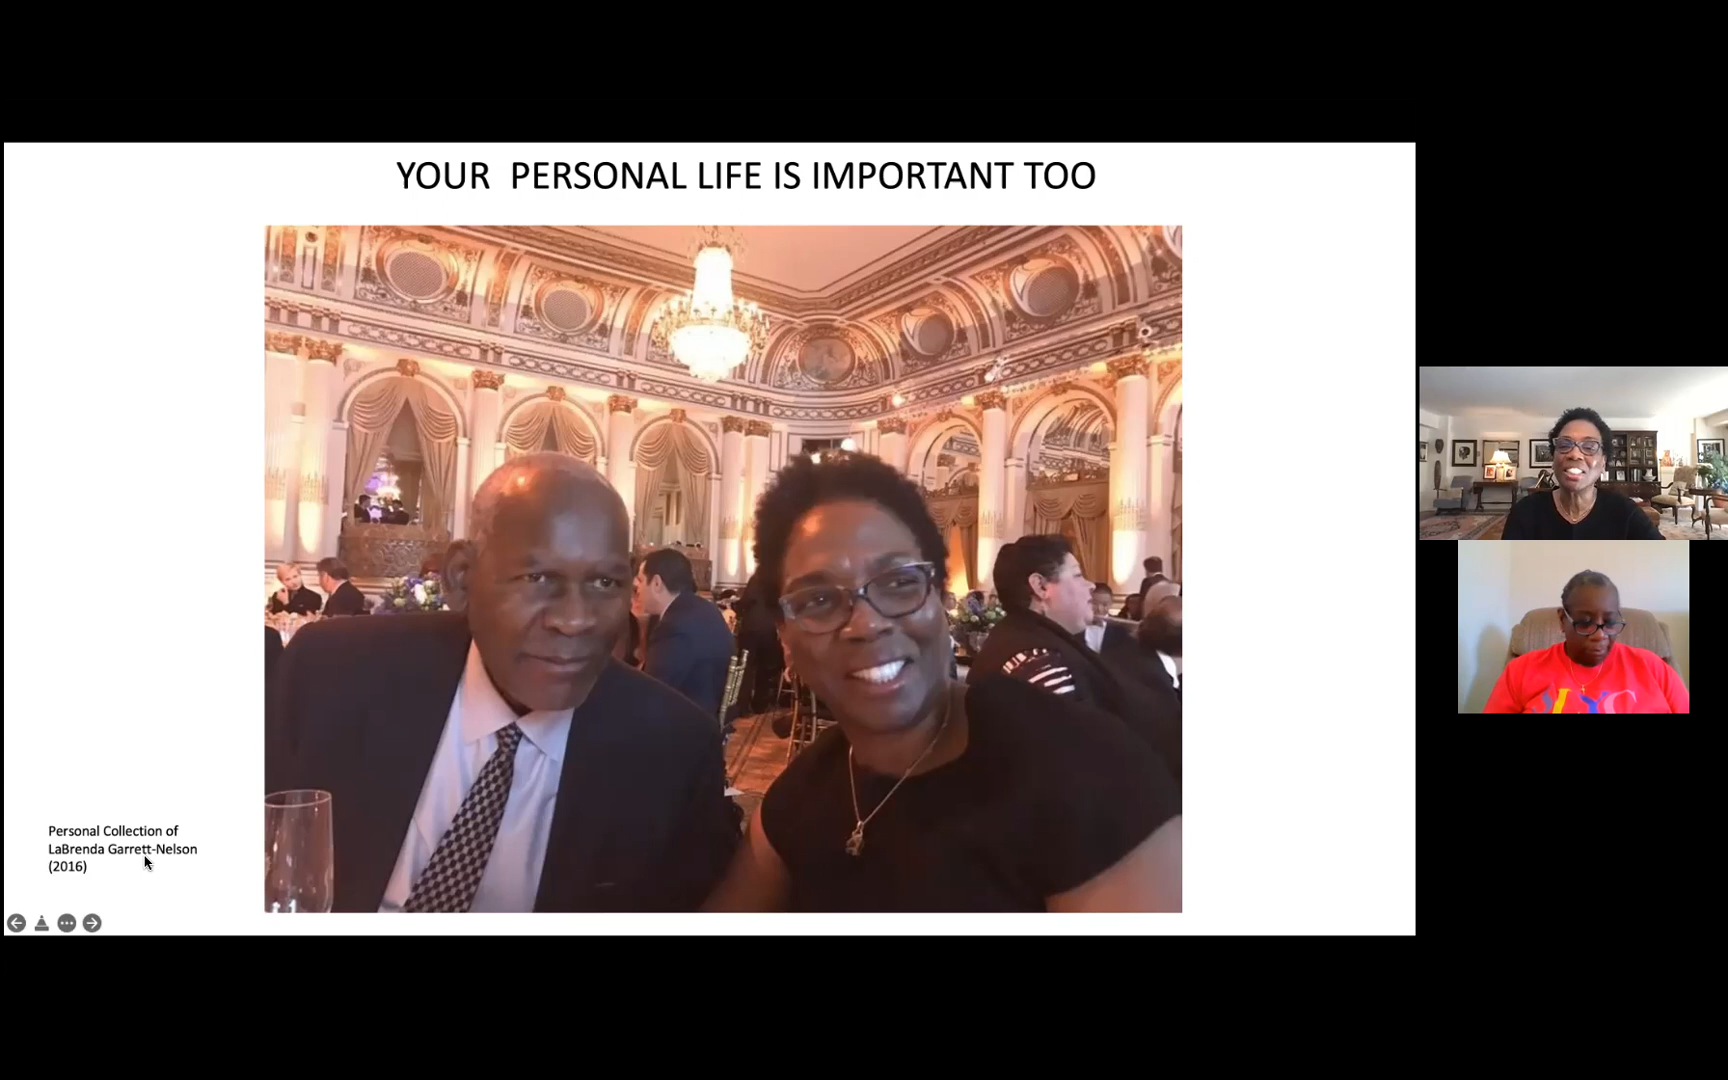 YOUR  PERSONAL LIFE IS IMPORTANT TOO
Personal Collection of
LaBrenda Garrett-Nelson
(2016)